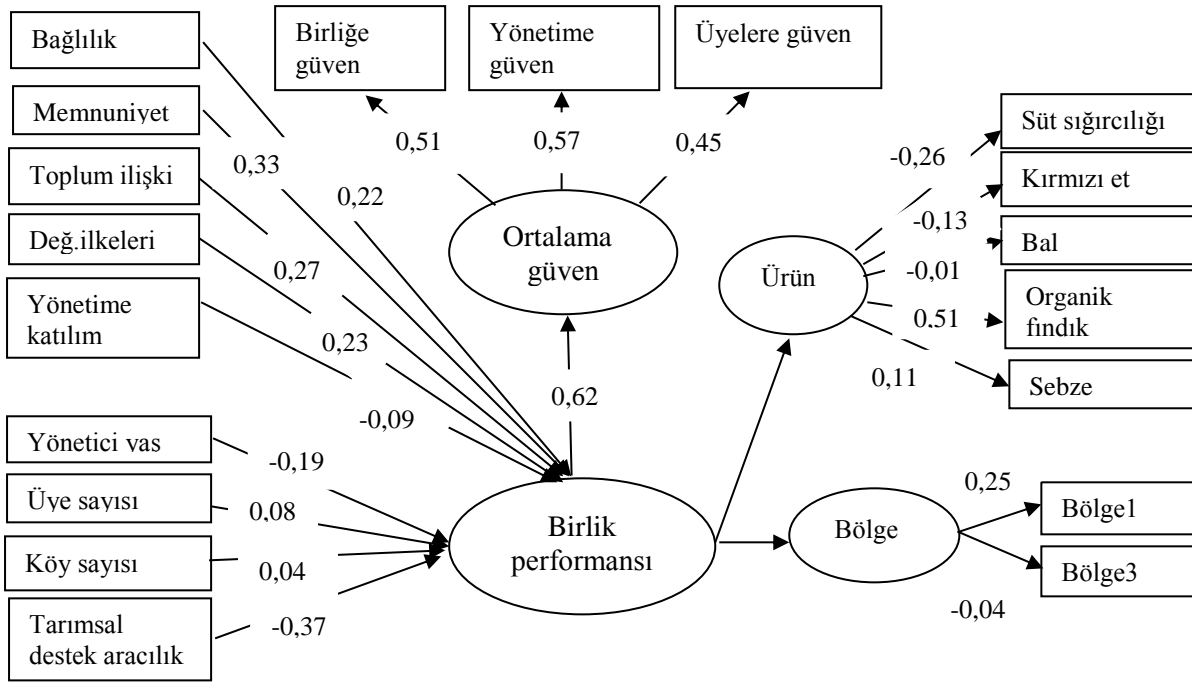 Bağlılık
Memnuniyet
Toplum ilişki
Değ.ilkeleri
Yönetime
katılım
Yönetici yaş
Üye sayısı
Köy sayısı
Tarımsal
destek aracılık
0,33
0,22
0,27
0,23
-0,09
-0,19
0,08
0,04
-0,37
Birliğe
güven
Yönetime
güven
Üyelere güven
0,51
0,57
0,45
Ortalama
güven
0,62
Birlik
performansı
Ürün
-0,26
-0,13
-0,01
0,51
0,11
Süt sığırcılığı
Kırmızı et
Bal
Organik
fındık
Sebze
Bölge
0,25
-0,04
Bölge1
Bölge3